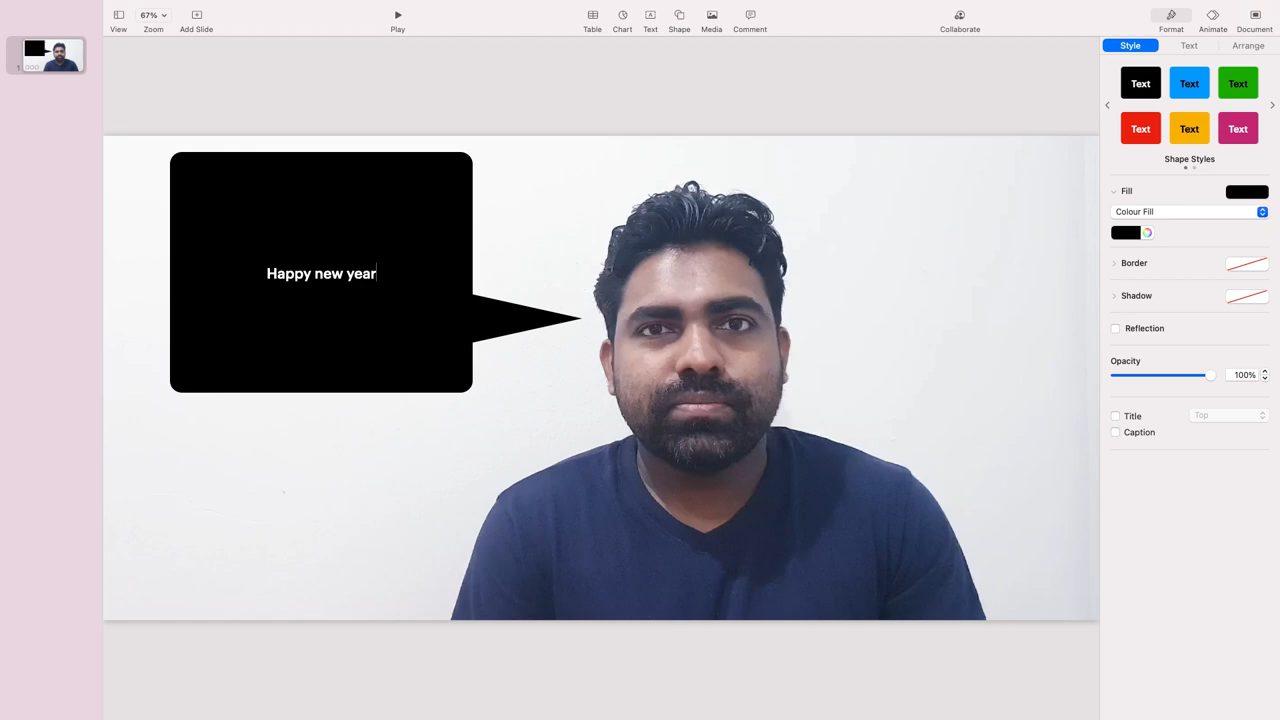 67%
View
Zoom
Add Slide
Play
Table
Chart
Text
Shape
Media
Comment
Collaborate
Format
Animate
Document
1
Style
Text
Arrange
Text
Text
Text
Text
Text
Text
Shape Styles
Fill
Colour Fill
Border
Shadow
Reflection
Opacity
100%
Title
Top
Caption
Happy new year